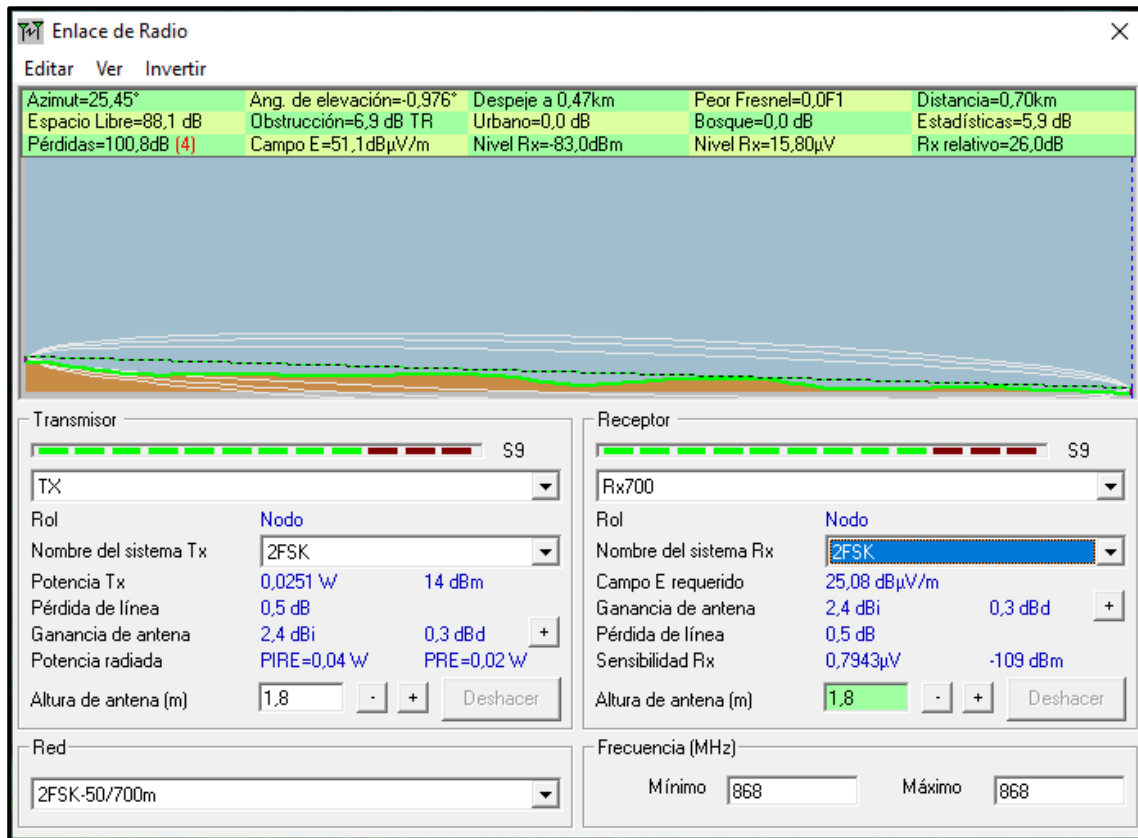 Enlace de Radio
Editar Ver Invertir
Azimut=25,45° Ang. de elevación=-0,976° Despeje a 0,47km Peor Fresnel=0,0F1 Distancia=0,70km
Espacio Libre=88,1 dB Obstrucción=6,9 dB TR Urbano=0,0 dB Bosque=0,0 dB Estadísticas=5,9 dB
Pérdidas=100,8dB (4) Campo E=51,1dBµV/m Nivel Rx=-83,0dBm Nivel Rx=15,80µV Rx relativo=26,0dB
Transmisor
S9
TX
Rol Nodo
Nombre del sistema Tx 2FSK
Potencia Tx 0,0251 W 14 dBm
Pérdida de línea 0,5 dB
Ganancia de antena 2,4 dBi 0,3 dBd +
Potencia radiada PIRE=0,04 W PRE=0,02 W
Altura de antena (m) 1,8 - + Deshacer
Receptor
S9
Rx700
Rol Nodo
Nombre del sistema Rx 2FSK
Campo E requerido 25,08 dBµV/m
Ganancia de antena 2,4 dBi 0,3 dBd +
Pérdida de línea 0,5 dB
Sensibilidad Rx 0,7943µV -109 dBm
Altura de antena (m) 1,8 - + Deshacer
Red
2FSK-50/700m
Frecuencia (MHz)
Mínimo 868 Máximo 868